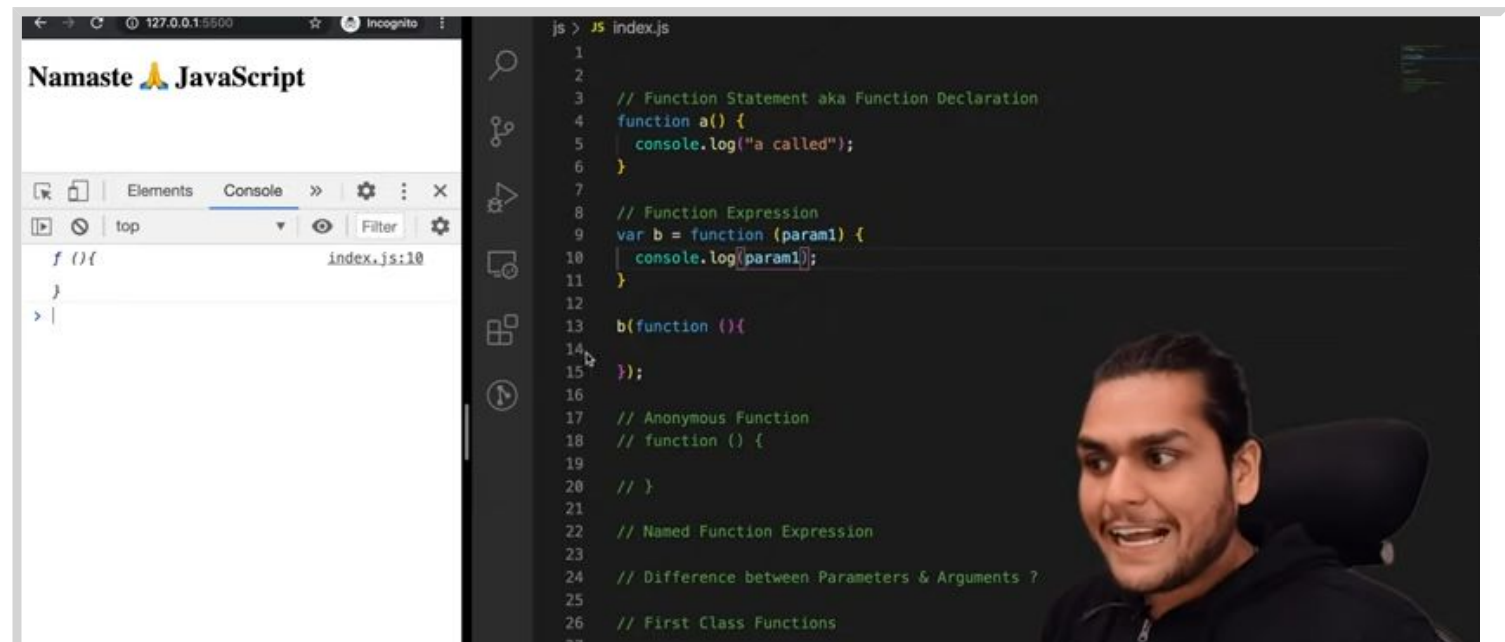 127.0.0.1:5500
Incognito
Namaste 🙏 JavaScript
Elements Console »
top
Filter
f (){
index.js:10
}
>
js > JS index.js
1
2
3 // Function Statement aka Function Declaration
4 function a() {
5 console.log("a called");
6 }
7
8 // Function Expression
9 var b = function (param1) {
10 console.log(param1);
11 }
12
13 b(function (){
14
15 });
16
17 // Anonymous Function
18 // function () {
19
20 // }
21
22 // Named Function Expression
23
24 // Difference between Parameters & Arguments ?
25
26 // First Class Functions